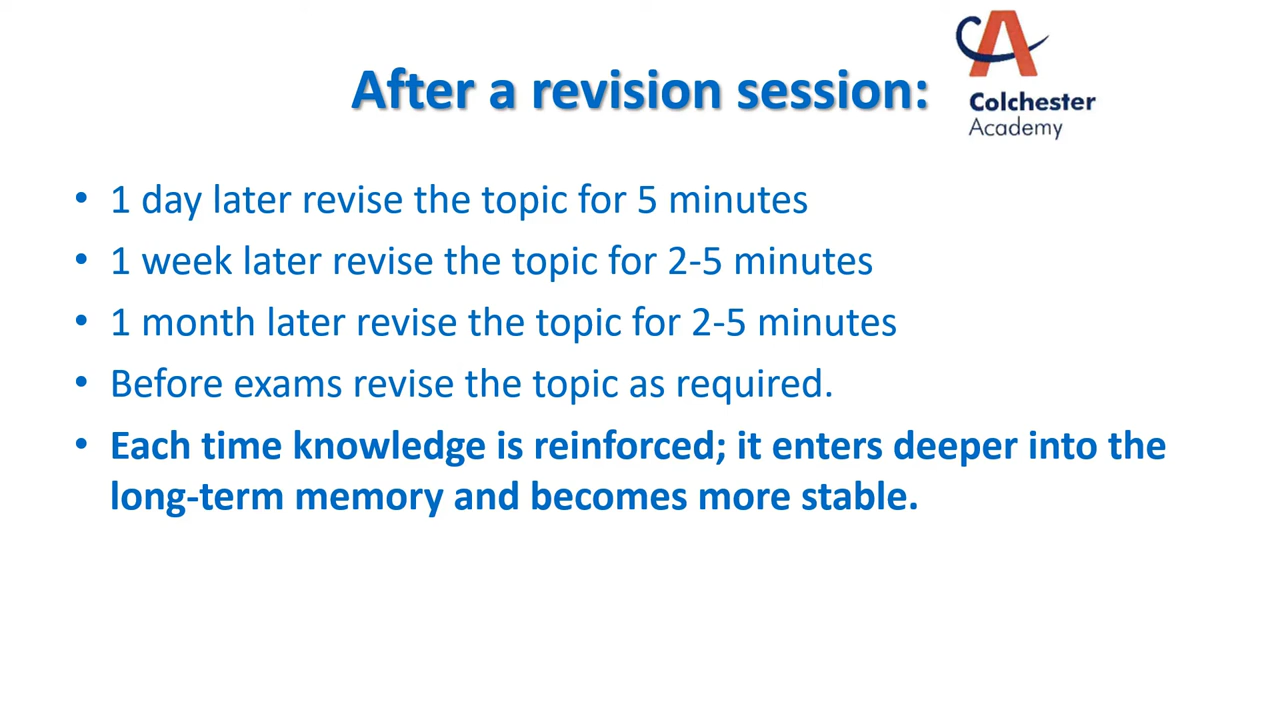 After a revision session:
Colchester
Academy
• 1 day later revise the topic for 5 minutes
• 1 week later revise the topic for 2-5 minutes
• 1 month later revise the topic for 2-5 minutes
• Before exams revise the topic as required.
• Each time knowledge is reinforced; it enters deeper into the
long-term memory and becomes more stable.